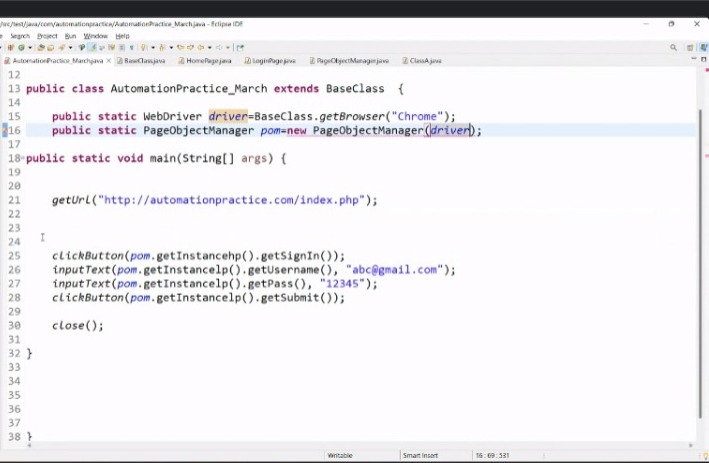 /src/test/java/com/automationpractice/AutomationPractice_March.java - Eclipse IDE
Search Project Run Window Help
AutomationPractice_March.java BaseClass.java HomePage.java LoginPage.java PageObjectManager.java ClassA.java
12
13 public class AutomationPractice_March extends BaseClass {
14
15 public static WebDriver driver=BaseClass.getBrowser("Chrome");
16 public static PageObjectManager pom=new PageObjectManager(driver);
17
18 public static void main(String[] args) {
19
20
21 getUrl("http://automationpractice.com/index.php");
22
23
24
25 clickButton(pom.getInstancehp().getSignIn());
26 inputText(pom.getInstancelp().getUsername(), "abc@gmail.com");
27 inputText(pom.getInstancelp().getPass(), "12345");
28 clickButton(pom.getInstancelp().getSubmit());
29
30 close();
31
32 }
33
34
35
36
37
38 }
Writable Smart Insert 16 : 69 : 531